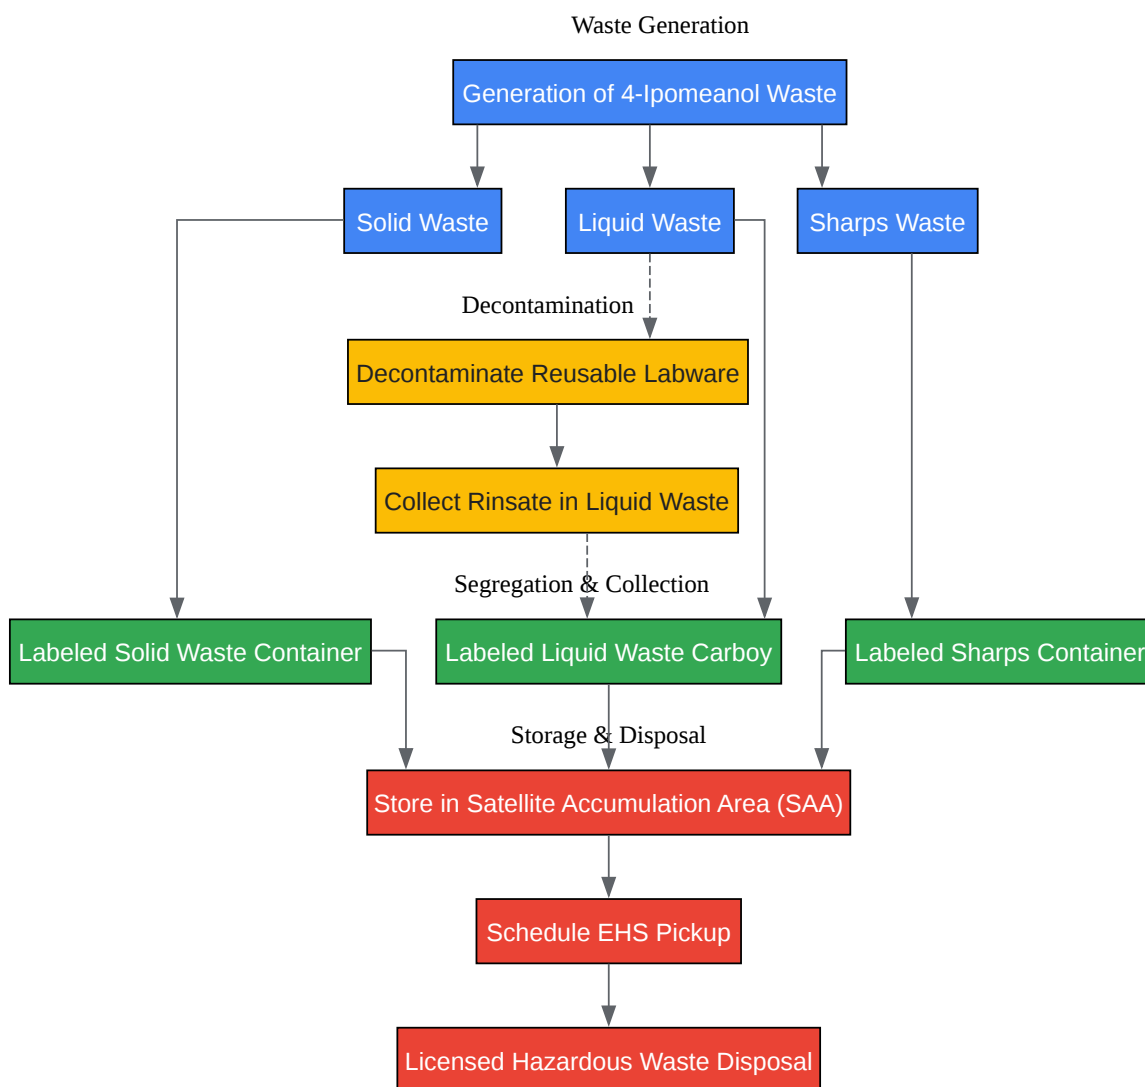 Waste Generation
Generation of 4-Ipomeanol Waste
Solid Waste
Liquid Waste
Sharps Waste
Decontamination
Decontaminate Reusable Labware
Collect Rinsate in Liquid Waste
Segregation & Collection
Labeled Solid Waste Container
Labeled Liquid Waste Carboy
Labeled Sharps Container
Storage & Disposal
Store in Satellite Accumulation Area (SAA)
Schedule EHS Pickup
Licensed Hazardous Waste Disposal